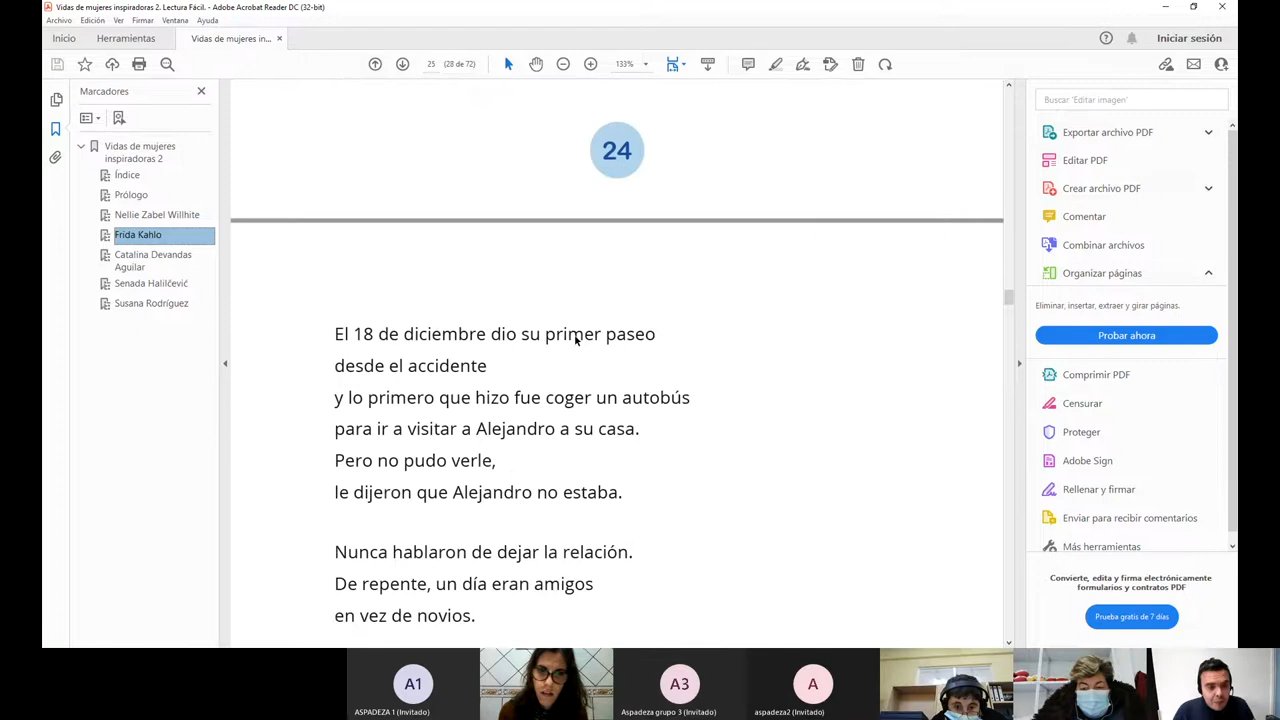 Vidas de mujeres inspiradoras 2. Lectura Fácil. - Adobe Acrobat Reader DC (32-bit)
Archivo Edición Ver Firmar Ventana Ayuda
Inicio Herramientas Vidas de mujeres in... × Iniciar sesión
25 (28 de 72) 133%
Marcadores
Vidas de mujeres
inspiradoras 2
Índice
Prólogo
Nellie Zabel Willhite
Frida Kahlo
Catalina Devandas
Aguilar
Senada Halilčević
Susana Rodríguez
24
El 18 de diciembre dio su primer paseo
desde el accidente
y lo primero que hizo fue coger un autobús
para ir a visitar a Alejandro a su casa.
Pero no pudo verle,
le dijeron que Alejandro no estaba.
Nunca hablaron de dejar la relación.
De repente, un día eran amigos
en vez de novios.
Buscar 'Editar imagen'
Exportar archivo PDF
Editar PDF
Crear archivo PDF
Comentar
Combinar archivos
Organizar páginas
Eliminar, insertar, extraer y girar páginas.
Probar ahora
Comprimir PDF
Censurar
Proteger
Adobe Sign
Rellenar y firmar
Enviar para recibir comentarios
Más herramientas
Convierte, edita y firma electrónicamente
formularios y contratos PDF
Prueba gratis de 7 días
A1
ASPADEZA 1 (Invitado)
A3
Aspadeza grupo 3 (Invitado)
A
aspadeza2 (Invitado)